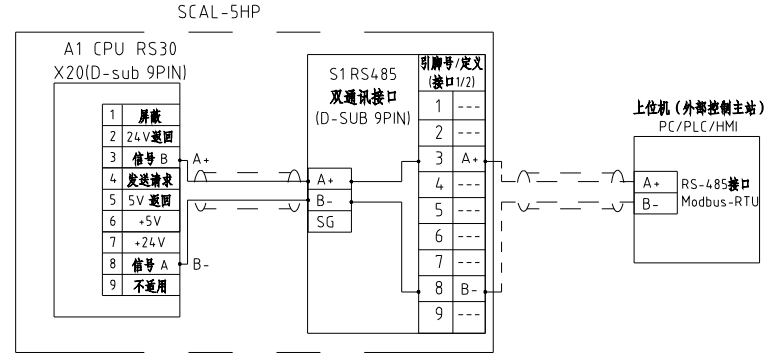 SCAL-5HP
A1 CPU RS30
X20(D-sub 9PIN)
1 屏蔽
2 24V返回
3 信号 B
4 发送请求
5 5V 返回
6 +5V
7 +24V
8 信号 A
9 不适用
A+
B-
S1 RS485
双通讯接口
(D-SUB 9PIN)
A+
B-
SG
引脚号/定义
(接口1/2)
1 ---
2 ---
3 A+
4 ---
5 ---
6 ---
7 ---
8 B-
9 ---
上位机（外部控制主站）
PC/PLC/HMI
A+
B-
RS-485接口
Modbus-RTU